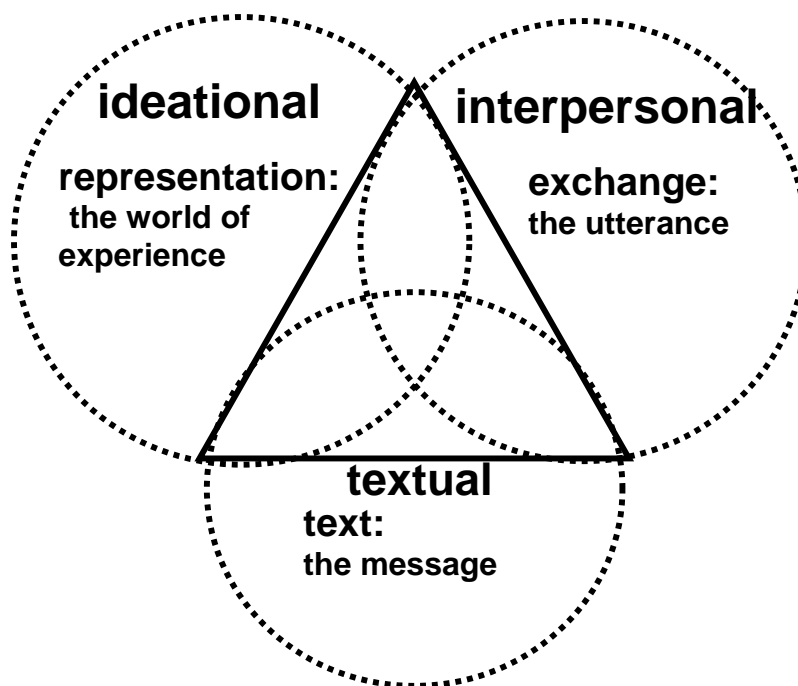 ideational
representation:
the world of
experience
interpersonal
exchange:
the utterance
textual
text:
the message